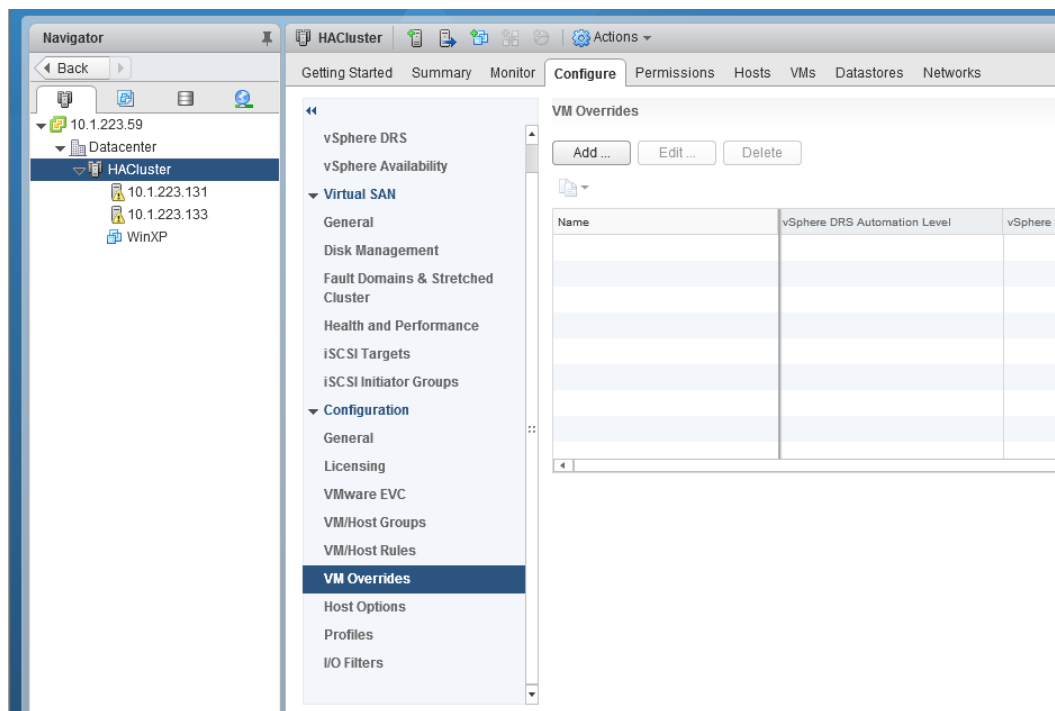 Navigator
Back
10.1.223.59
Datacenter
HACluster
10.1.223.131
10.1.223.133
WinXP
HACluster
Actions
Getting Started Summary Monitor Configure Permissions Hosts VMs Datastores Networks
vSphere DRS
vSphere Availability
Virtual SAN
General
Disk Management
Fault Domains & Stretched
Cluster
Health and Performance
iSCSI Targets
iSCSI Initiator Groups
Configuration
General
Licensing
VMware EVC
VM/Host Groups
VM/Host Rules
VM Overrides
Host Options
Profiles
I/O Filters
VM Overrides
Add ... Edit ... Delete
Name vSphere DRS Automation Level vSphere